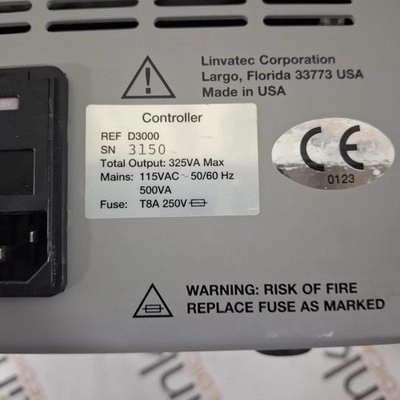 Linvatec Corporation
Largo, Florida 33773 USA
Made in USA
Controller
REF D3000
SN 3150
Total Output: 325VA Max
Mains: 115VAC ~ 50/60 Hz
500VA
Fuse: T8A 250V
CE
0123
WARNING: RISK OF FIRE
REPLACE FUSE AS MARKED